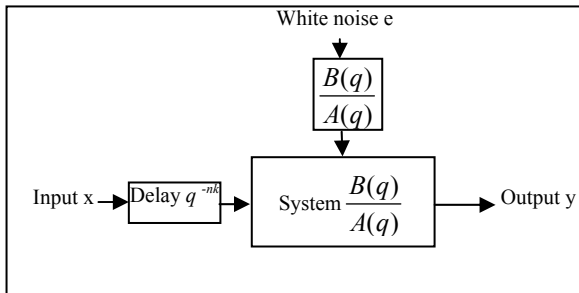 White noise e
B(q)
A(q)
Input x
Delay q -nk
System B(q)
A(q)
Output y